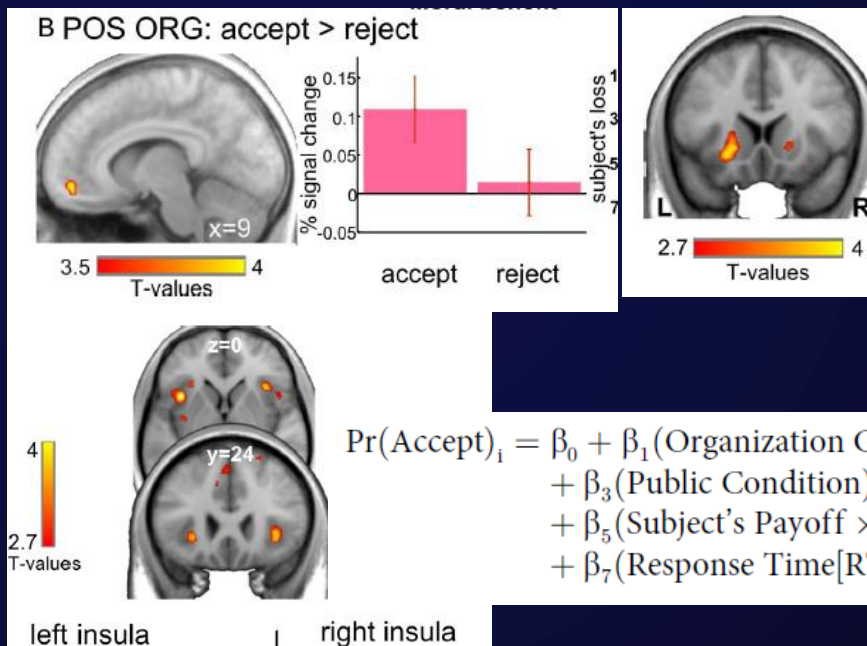 B POS ORG: accept > reject
% signal change
0.15
0.1
0.05
0
-0.05
accept reject
x=9
3.5 4
T-values
subject's loss
1
3
5
7
L R
2.7 4
T-values
z=0
y=24
4
2.7
T-values
Pr(Accept)i = β0 + β1(Organization
+ β3(Public Condition)
+ β5(Subject's Payoff ×
+ β7(Response Time[R
left insula right insula